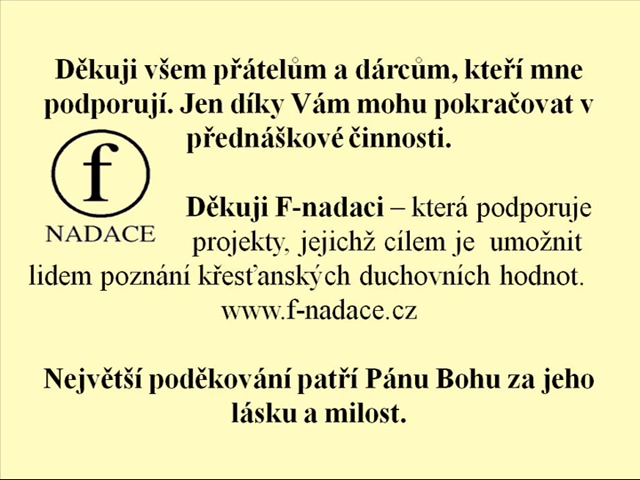 Děkuji všem přátelům a dárcům, kteří mne
podporují. Jen díky Vám mohu pokračovat v
přednáškové činnosti.
f
NADACE
Děkuji F-nadaci – která podporuje
projekty, jejichž cílem je umožnit
lidem poznání křesťanských duchovních hodnot.
www.f-nadace.cz
Největší poděkování patří Pánu Bohu za jeho
lásku a milost.